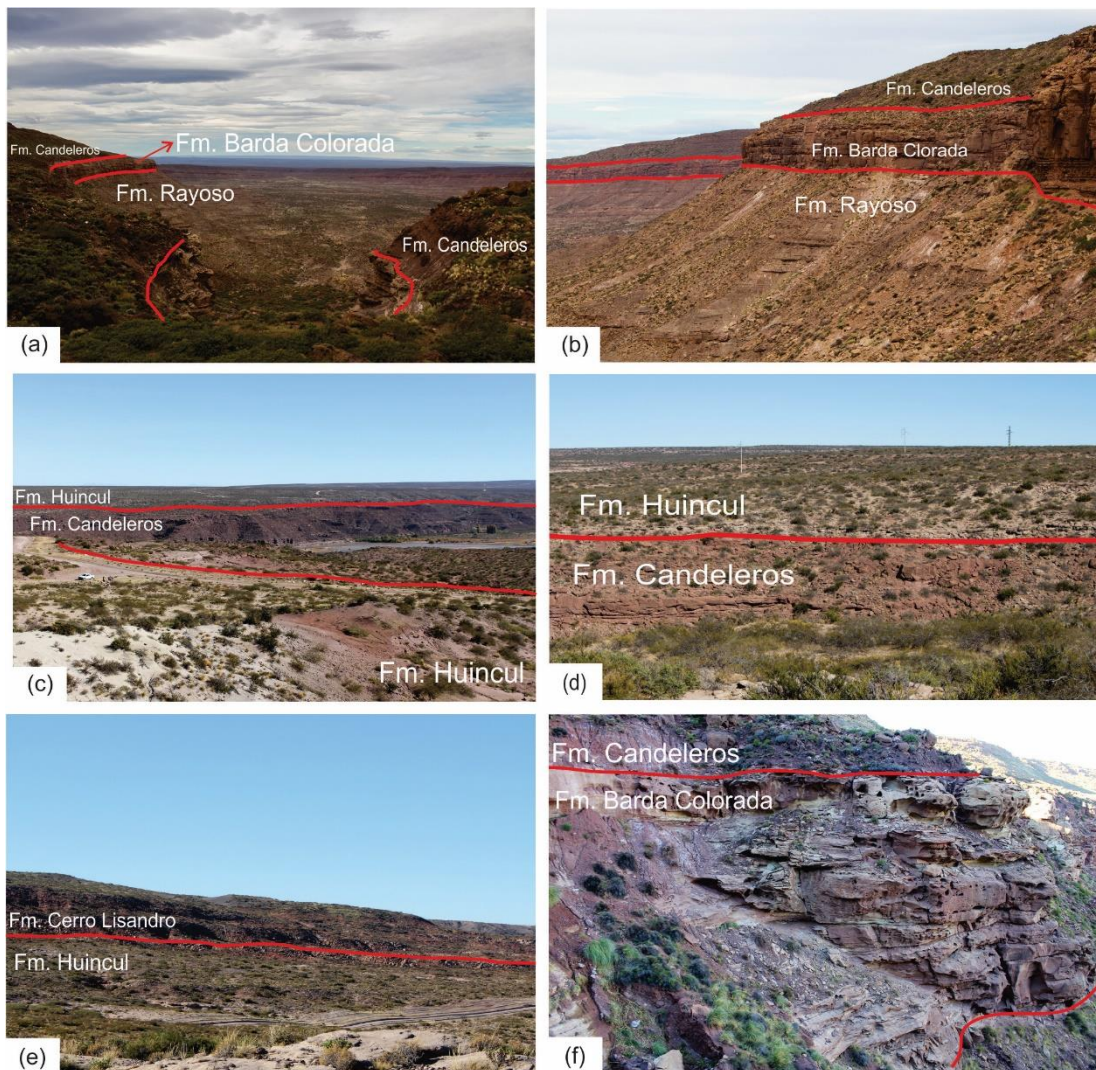 Fm. Candeleros
Fm. Barda Colorada
Fm. Rayoso
Fm. Candeleros
(a)
Fm. Candeleros
Fm. Barda Clorada
Fm. Rayoso
(b)
Fm. Huincul
Fm. Candeleros
Fm. Huincul
(c)
Fm. Huincul
Fm. Candeleros
(d)
Fm. Cerro Lisandro
Fm. Huincul
(e)
Fm. Candeleros
Fm. Barda Colorada
(f)